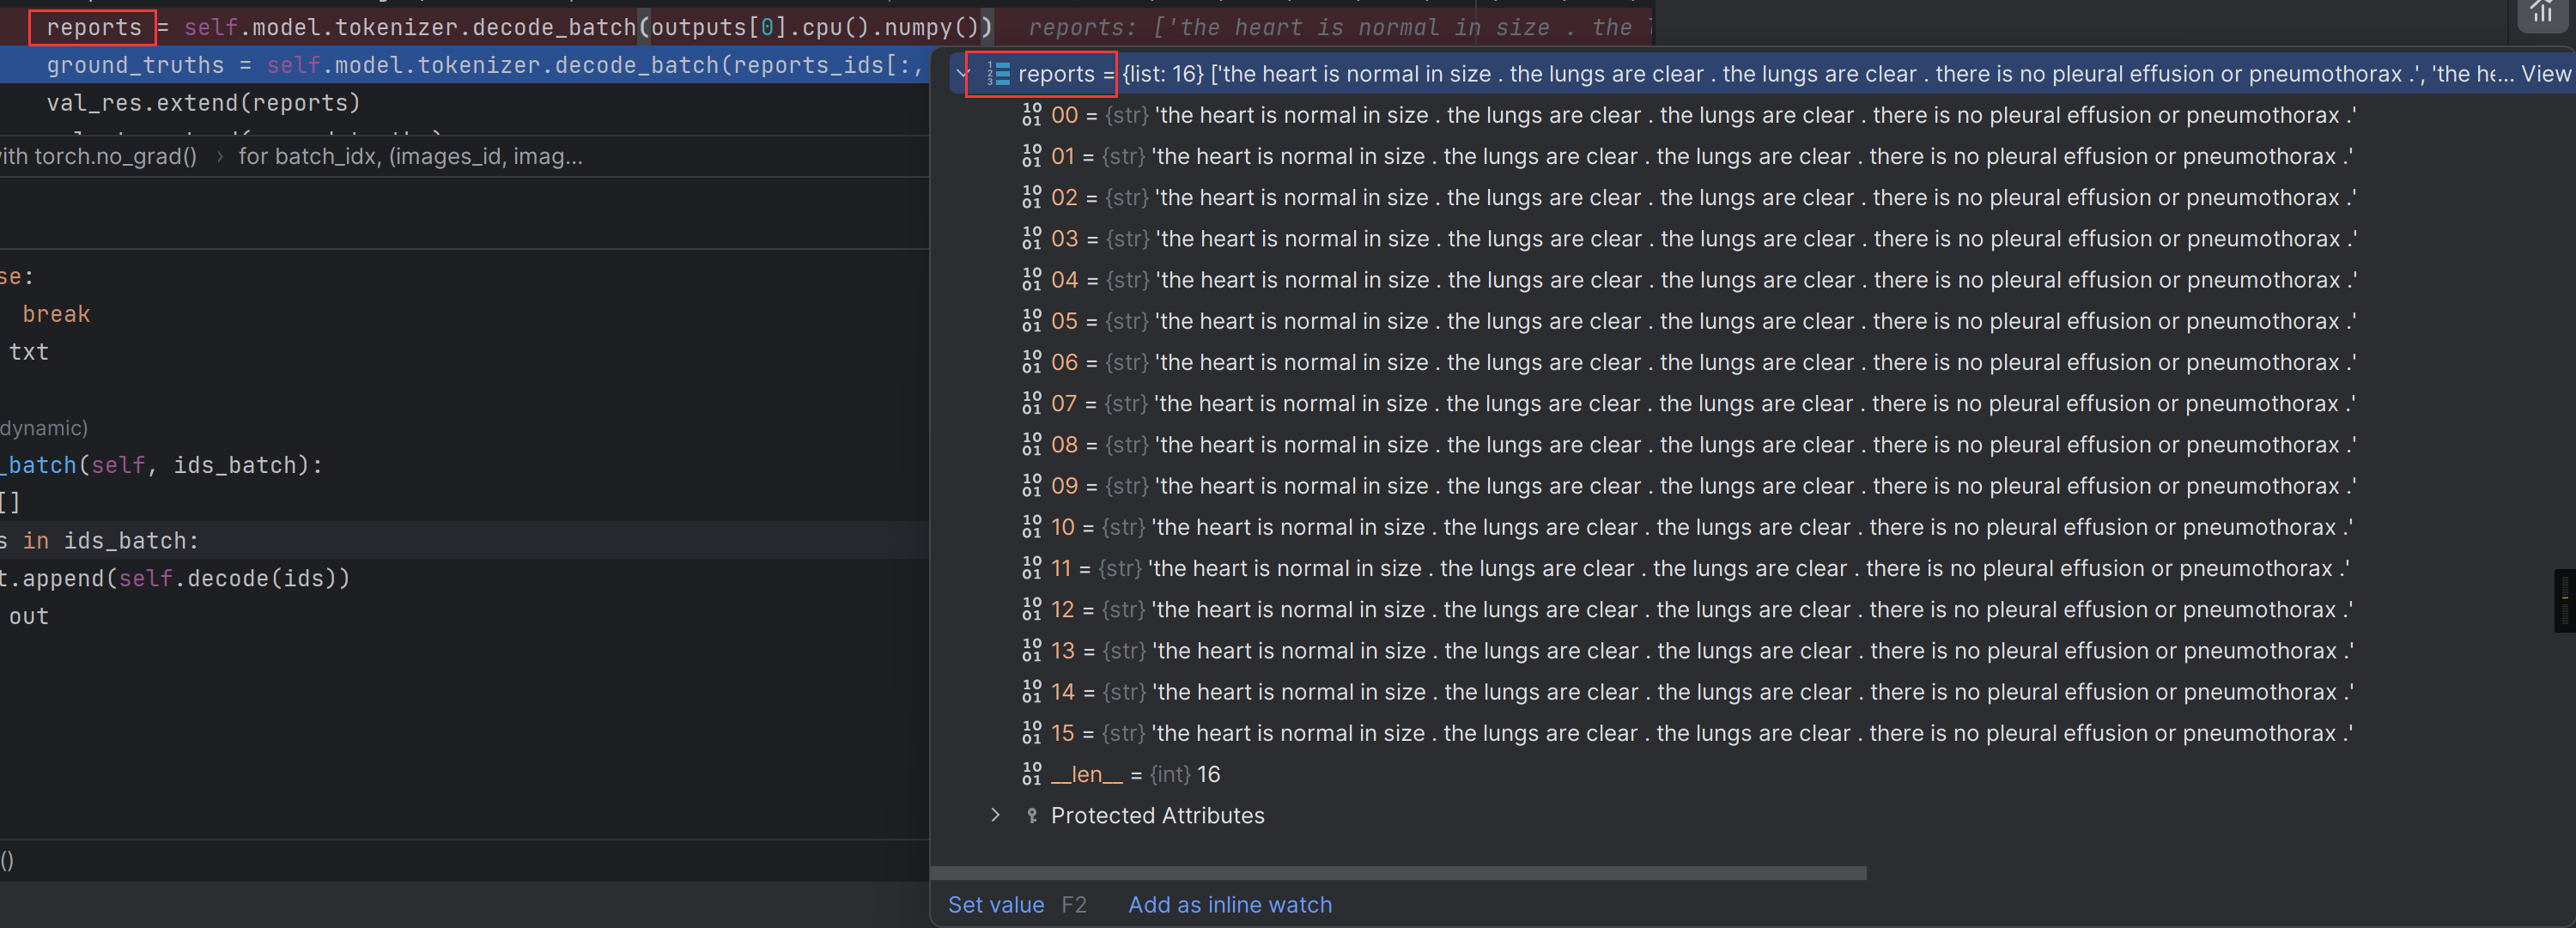 reports = self.model.tokenizer.decode_batch(outputs[0].cpu().numpy()) reports: ['the heart is normal in size . the
ground_truths = self.model.tokenizer.decode_batch(reports_ids[:,
val_res.extend(reports)
ith torch.no_grad() › for batch_idx, (images_id, imag...
se:
break
txt
dynamic)
_batch(self, ids_batch):
[]
s in ids_batch:
t.append(self.decode(ids))
out
()
reports = {list: 16} ['the heart is normal in size . the lungs are clear . the lungs are clear . there is no pleural effusion or pneumothorax .', 'the he... View
00 = {str} 'the heart is normal in size . the lungs are clear . the lungs are clear . there is no pleural effusion or pneumothorax .'
01 = {str} 'the heart is normal in size . the lungs are clear . the lungs are clear . there is no pleural effusion or pneumothorax .'
02 = {str} 'the heart is normal in size . the lungs are clear . the lungs are clear . there is no pleural effusion or pneumothorax .'
03 = {str} 'the heart is normal in size . the lungs are clear . the lungs are clear . there is no pleural effusion or pneumothorax .'
04 = {str} 'the heart is normal in size . the lungs are clear . the lungs are clear . there is no pleural effusion or pneumothorax .'
05 = {str} 'the heart is normal in size . the lungs are clear . the lungs are clear . there is no pleural effusion or pneumothorax .'
06 = {str} 'the heart is normal in size . the lungs are clear . the lungs are clear . there is no pleural effusion or pneumothorax .'
07 = {str} 'the heart is normal in size . the lungs are clear . the lungs are clear . there is no pleural effusion or pneumothorax .'
08 = {str} 'the heart is normal in size . the lungs are clear . the lungs are clear . there is no pleural effusion or pneumothorax .'
09 = {str} 'the heart is normal in size . the lungs are clear . the lungs are clear . there is no pleural effusion or pneumothorax .'
10 = {str} 'the heart is normal in size . the lungs are clear . the lungs are clear . there is no pleural effusion or pneumothorax .'
11 = {str} 'the heart is normal in size . the lungs are clear . the lungs are clear . there is no pleural effusion or pneumothorax .'
12 = {str} 'the heart is normal in size . the lungs are clear . the lungs are clear . there is no pleural effusion or pneumothorax .'
13 = {str} 'the heart is normal in size . the lungs are clear . the lungs are clear . there is no pleural effusion or pneumothorax .'
14 = {str} 'the heart is normal in size . the lungs are clear . the lungs are clear . there is no pleural effusion or pneumothorax .'
15 = {str} 'the heart is normal in size . the lungs are clear . the lungs are clear . there is no pleural effusion or pneumothorax .'
__len__ = {int} 16
Protected Attributes
Set value F2 Add as inline watch